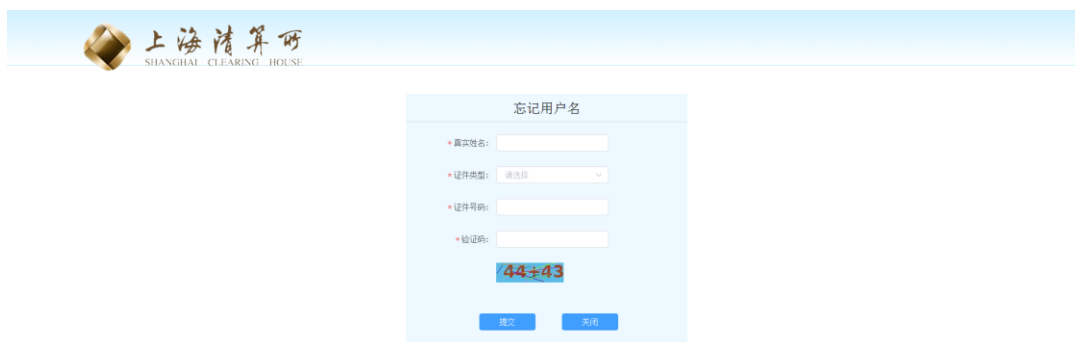 上海清算所
SHANGHAI CLEARING HOUSE
忘记用户名
*真实姓名:
*证件类型: 请选择
*证件号码:
*验证码:
44+43
提交 关闭